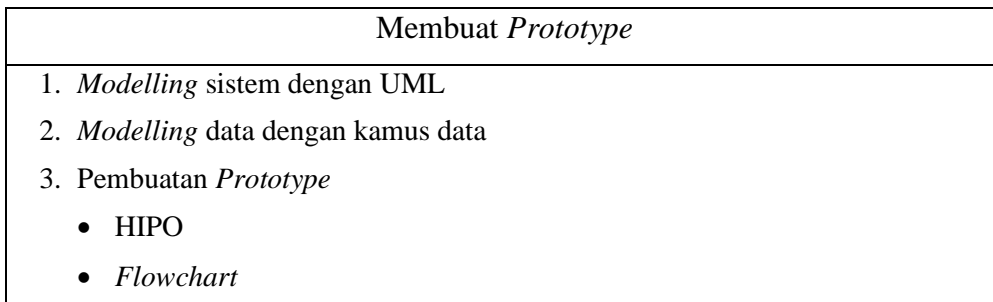 Membuat Prototype
1. Modelling sistem dengan UML
2. Modelling data dengan kamus data
3. Pembuatan Prototype
• HIPO
• Flowchart